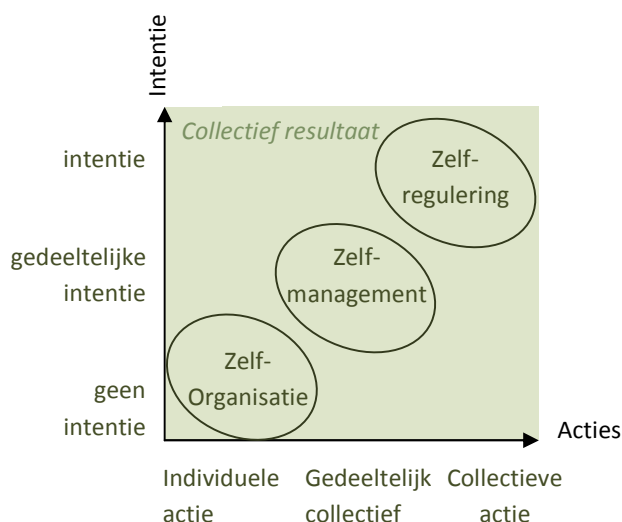 Intentie
Collectief resultaat
intentie
Zelf-
regulering
gedeeltelijke
intentie
Zelf-
management
geen
intentie
Zelf-
Organisatie
Acties
Individuele
actie
Gedeeltelijk
collectief
Collectieve
actie